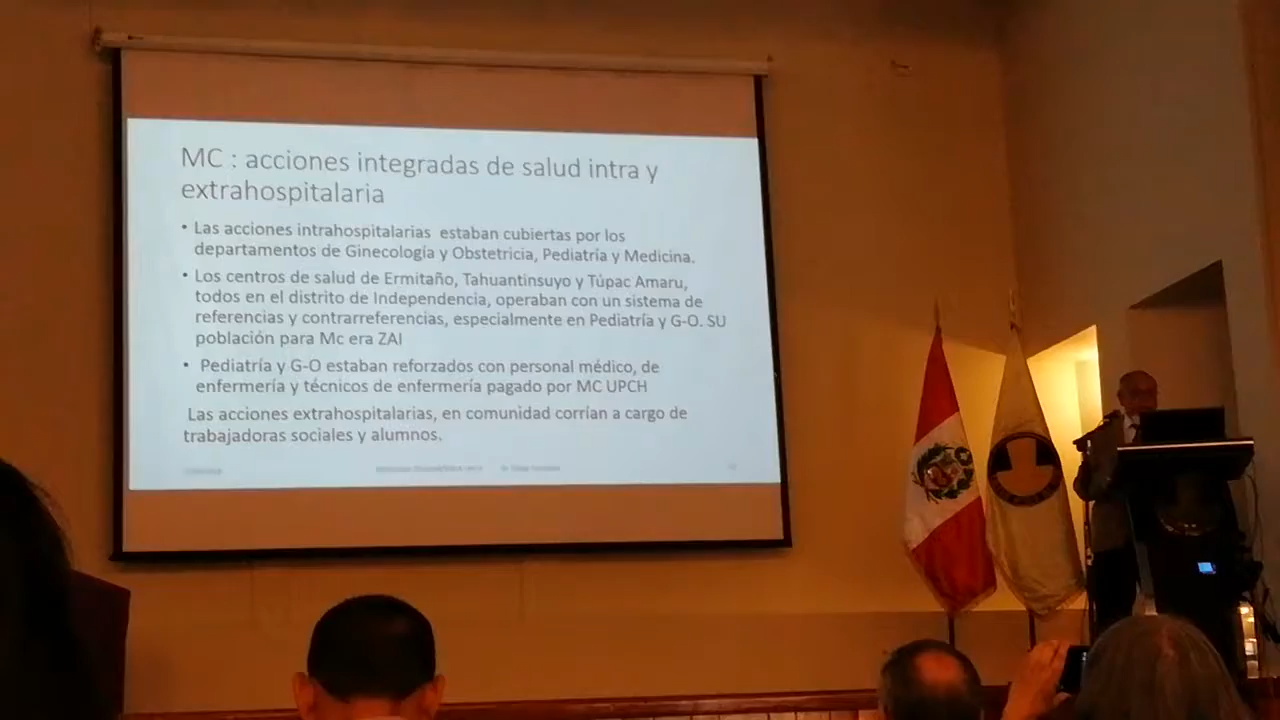 MC : acciones integradas de salud intra y
extrahospitalaria
• Las acciones intrahospitalarias estaban cubiertas por los
departamentos de Ginecología y Obstetricia, Pediatría y Medicina.
• Los centros de salud de Ermitaño, Tahuantinsuyo y Túpac Amaru,
todos en el distrito de Independencia, operaban con un sistema de
referencias y contrarreferencias, especialmente en Pediatría y G-O. SU
población para Mc era ZAI
• Pediatría y G-O estaban reforzados con personal médico, de
enfermería y técnicos de enfermería pagado por MC UPCH
Las acciones extrahospitalarias, en comunidad corrían a cargo de
trabajadoras sociales y alumnos.